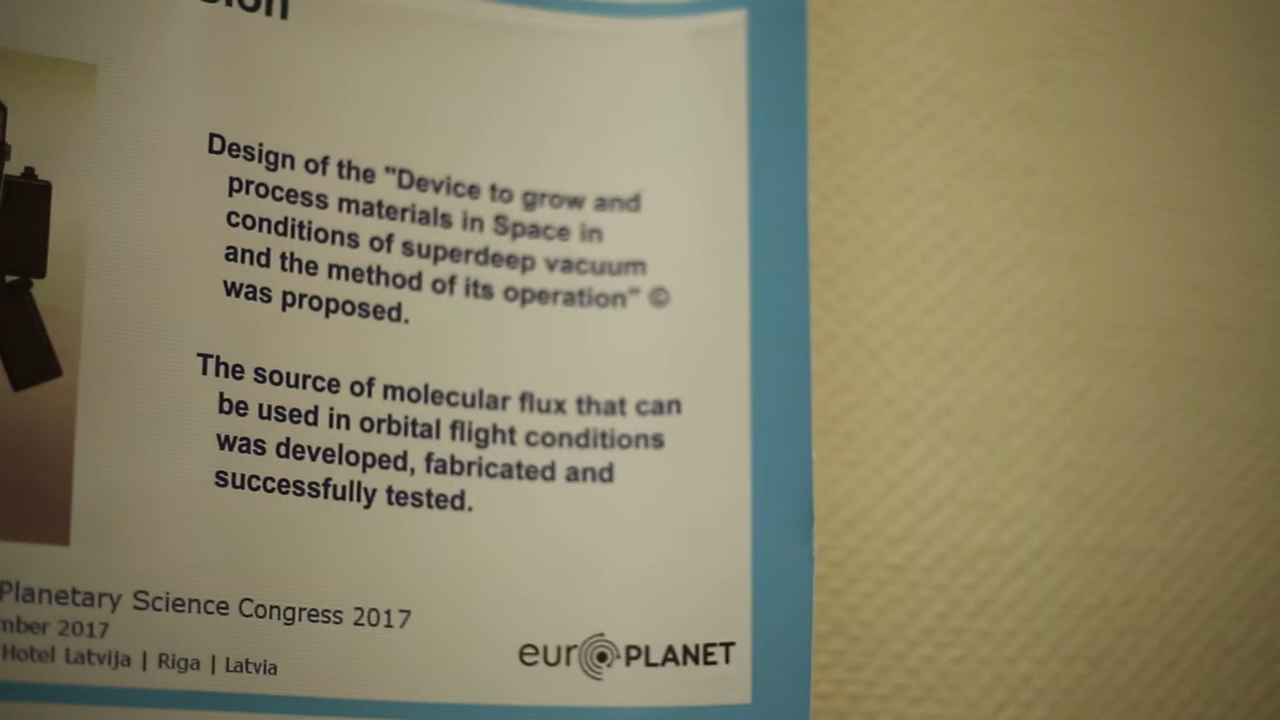 Design of the "Device to grow and
process materials in Space in
conditions of superdeep vacuum
and the method of its operation" ©
was proposed.
The source of molecular flux that can
be used in orbital flight conditions
was developed, fabricated and
successfully tested.
Planetary Science Congress 2017
mber 2017
Hotel Latvija | Riga | Latvia
euroPLANET